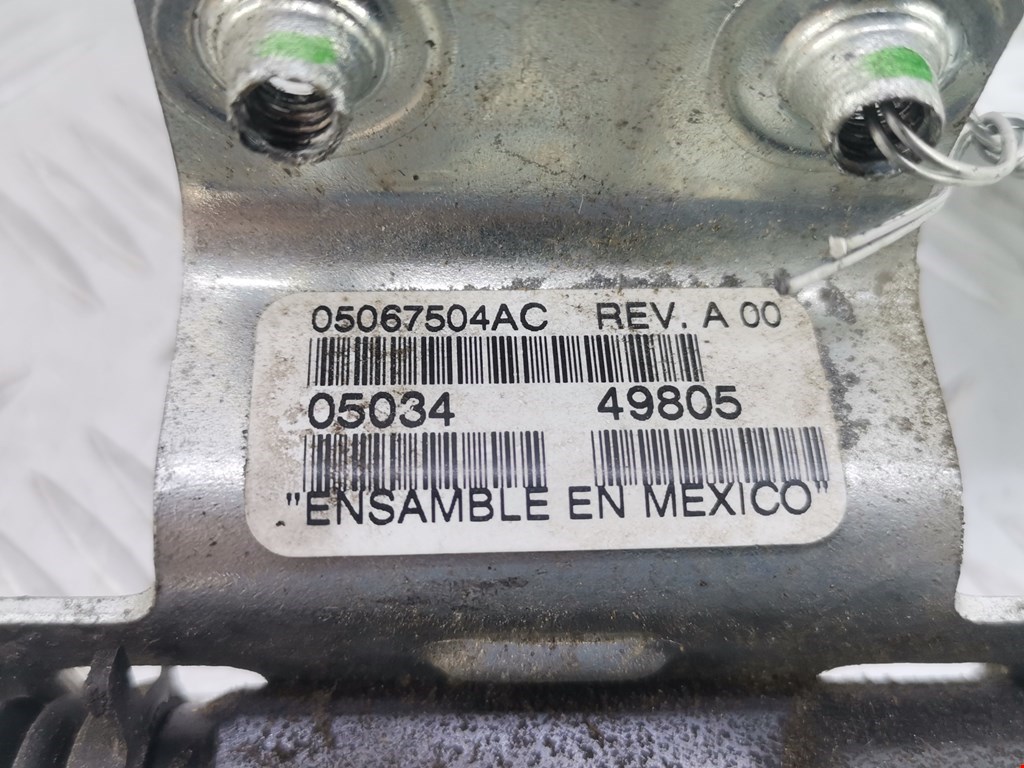 05067504AC REV. A 00
05034 49805
"ENSAMBLE EN MEXICO"